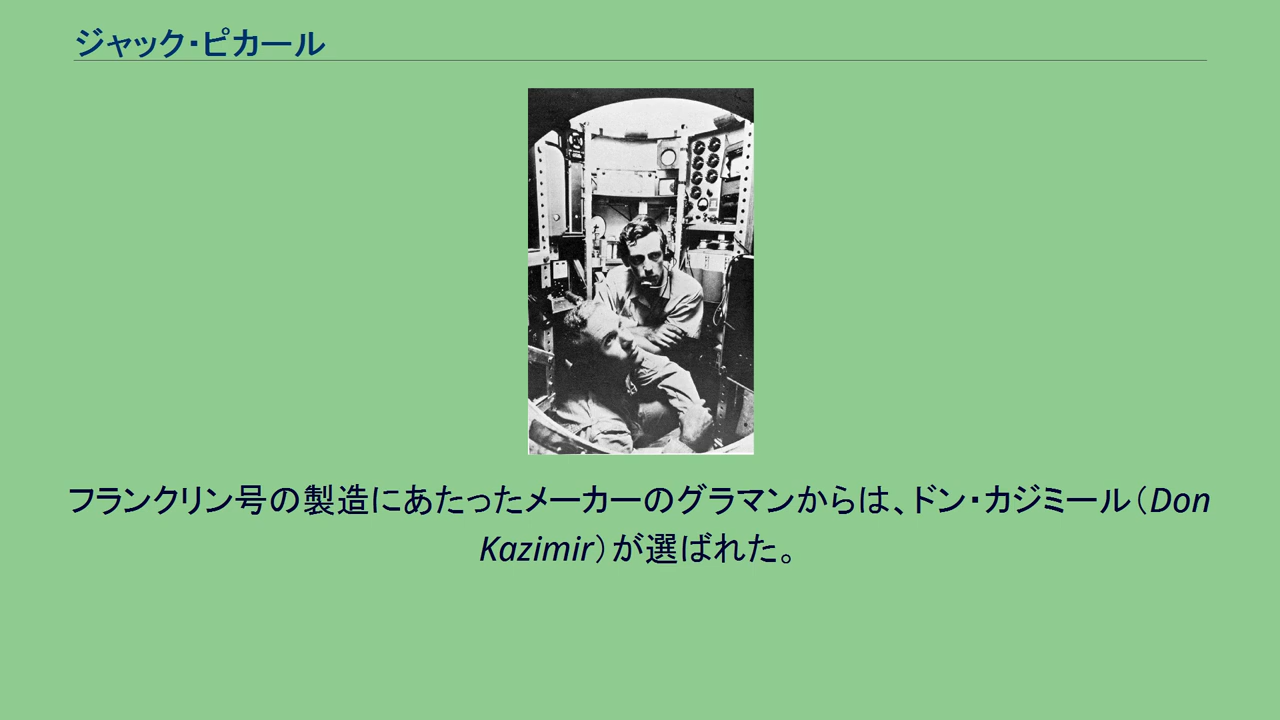 ジャック・ピカール
フランクリン号の製造にあたったメーカーのグラマンからは、ドン・カジミール（Don
Kazimir）が選ばれた。